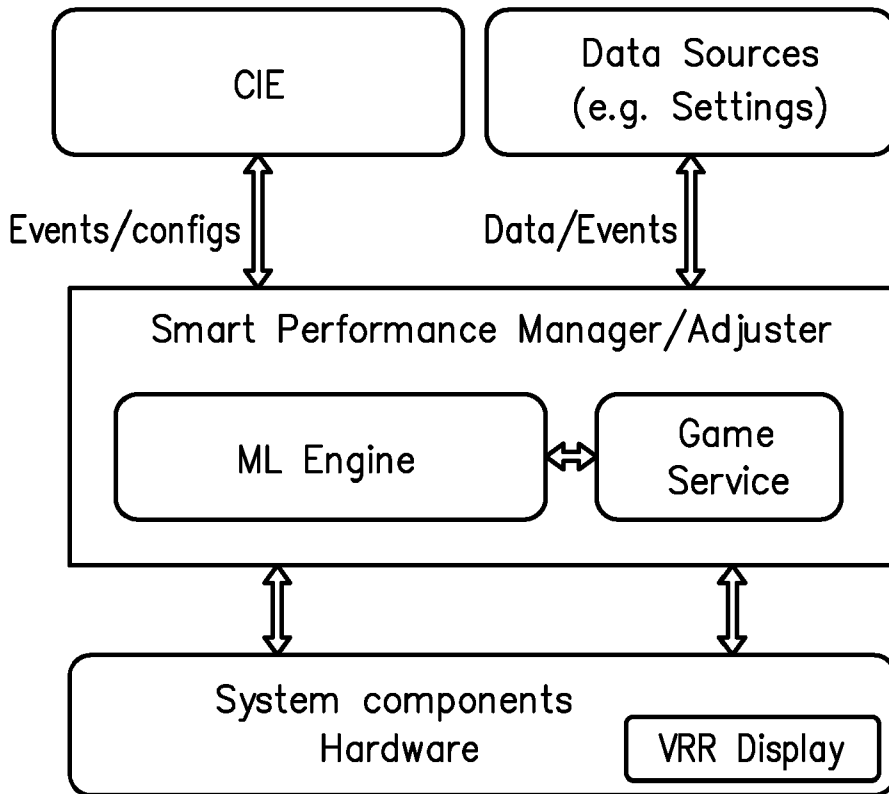 CIE
Data Sources
(e.g. Settings)
Events/configs
Data/Events
Smart Performance Manager/Adjuster
ML Engine
Game
Service
System components
Hardware
VRR Display